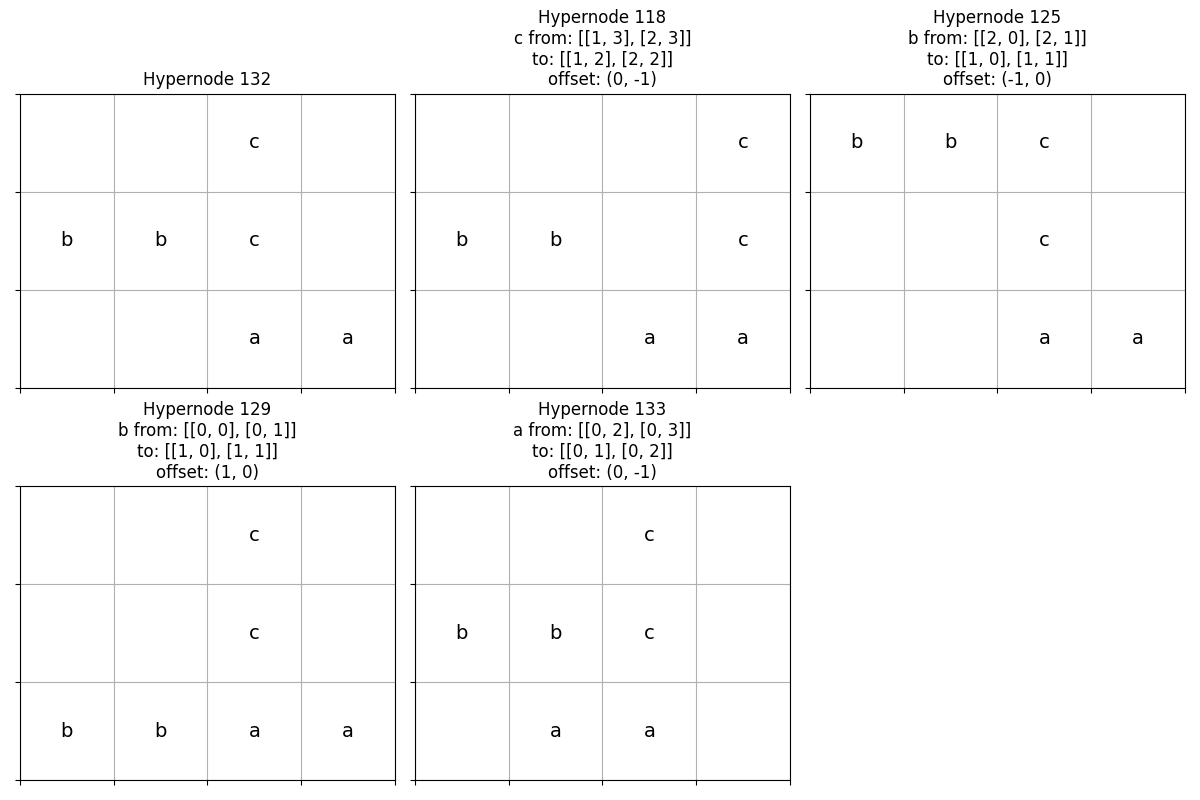 Hypernode 132
c
b b c
a a
Hypernode 118
c from: [[1, 3], [2, 3]]
to: [[1, 2], [2, 2]]
offset: (0, -1)
c
b b c
a a
Hypernode 125
b from: [[2, 0], [2, 1]]
to: [[1, 0], [1, 1]]
offset: (-1, 0)
b b c
c
a a
Hypernode 129
b from: [[0, 0], [0, 1]]
to: [[1, 0], [1, 1]]
offset: (1, 0)
c
c
b b a a
Hypernode 133
a from: [[0, 2], [0, 3]]
to: [[0, 1], [0, 2]]
offset: (0, -1)
c
b b c
a a